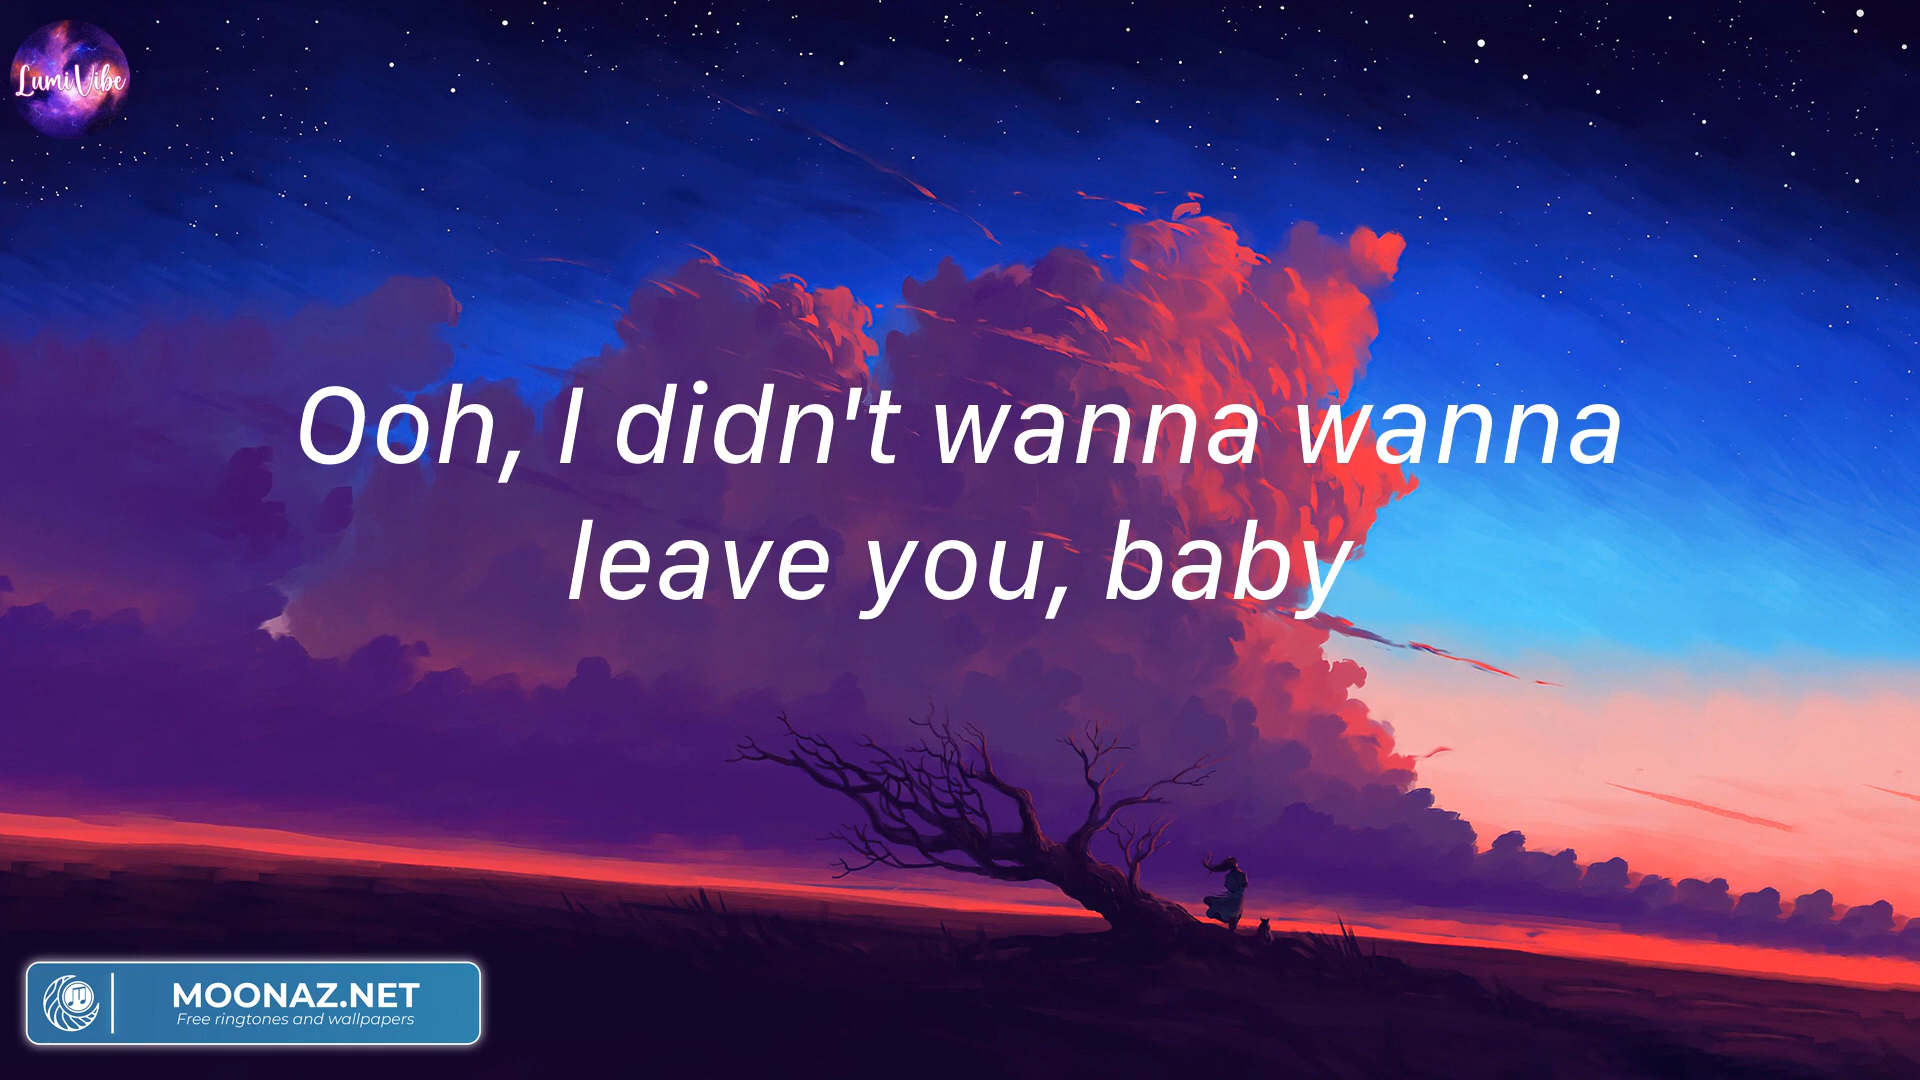 LumiVibe
Ooh, I didn't wanna wanna
leave you, baby
MOONAZ.NET
Free ringtones and wallpapers